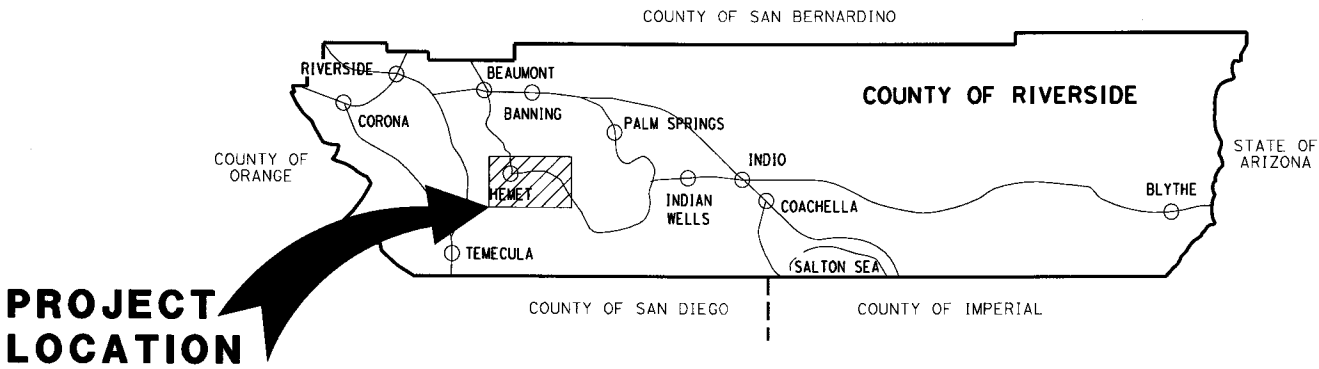 COUNTY OF SAN BERNARDINO
RIVERSIDE
BEAUMONT
BANNING
COUNTY OF RIVERSIDE
CORONA
PALM SPRINGS
COUNTY OF
ORANGE
STATE OF
ARIZONA
INDIO
HEMET
INDIAN
WELLS
COACHELLA
BLYTHE
TEMECULA
SALTON SEA
PROJECT
LOCATION
COUNTY OF SAN DIEGO
COUNTY OF IMPERIAL